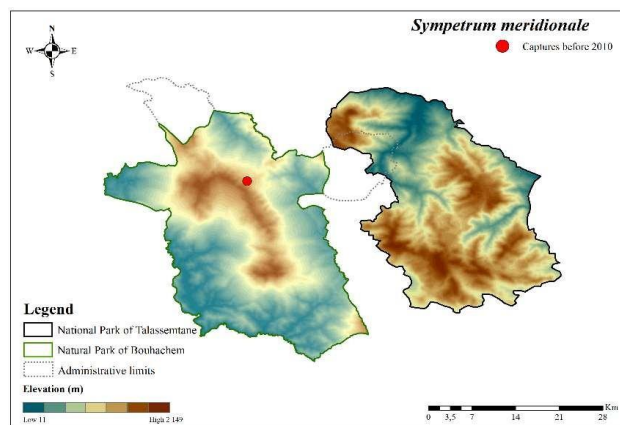 Sympetrum meridionale
Captures before 2010
N
W E
S
Legend
National Park of Talassemtane
Natural Park of Bouhachem
Administrative limits
Elevation (m)
Low 11 High 2 149
Km
0 3,5 7 14 21 28